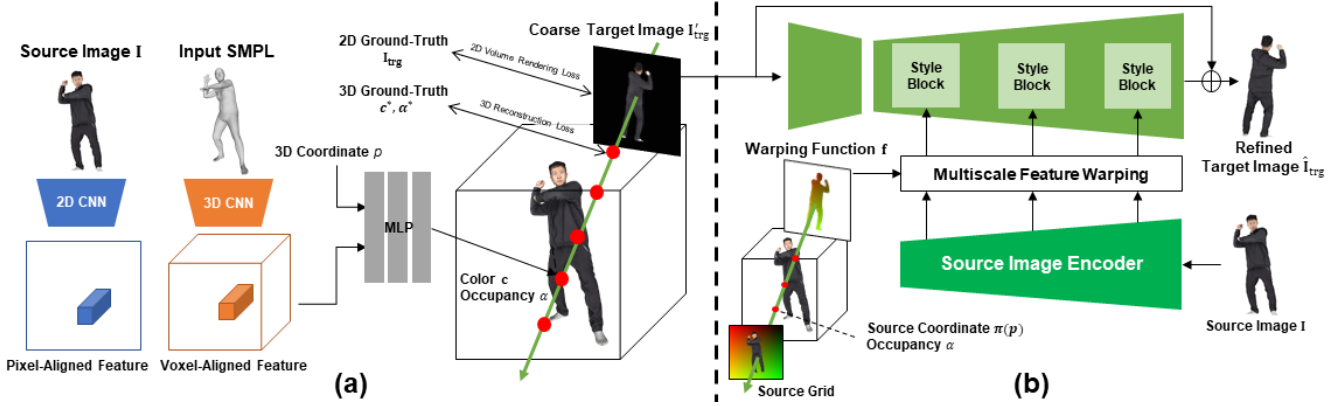 Source Image I
Input SMPL
2D CNN
3D CNN
Pixel-Aligned Feature
Voxel-Aligned Feature
3D Coordinate p
MLP
2D Ground-Truth
I_trg
3D Ground-Truth
c*, α*
2D Volume Rendering Loss
3D Reconstruction Loss
Coarse Target Image I′_trg
Color c
Occupancy α
(a)
Style
Block
Style
Block
Style
Block
Refined
Target Image Î_trg
Warping Function f
Multiscale Feature Warping
Source Image Encoder
Source Image I
Source Coordinate π(p)
Occupancy α
Source Grid
(b)